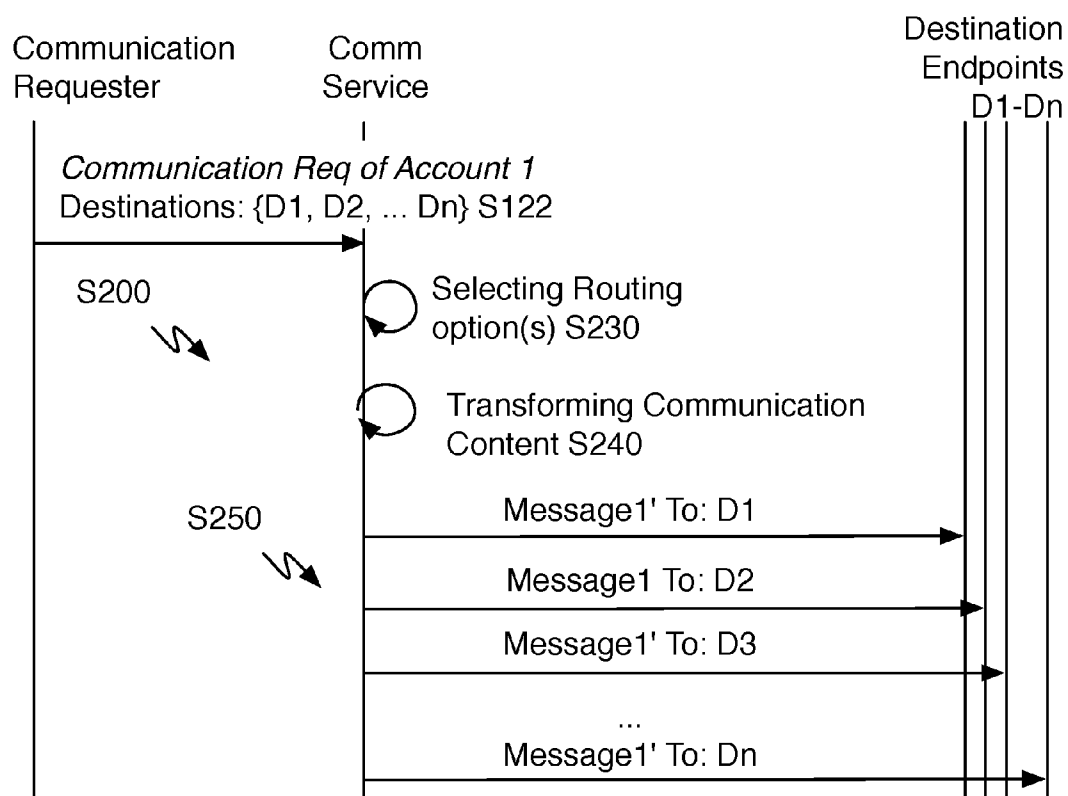 Communication
Requester
Comm
Service
Destination
Endpoints
D1-Dn
Communication Req of Account 1
Destinations: {D1, D2, ... Dn} S122
S200
Selecting Routing
option(s) S230
Transforming Communication
Content S240
S250
Message1' To: D1
Message1 To: D2
Message1' To: D3
...
Message1' To: Dn